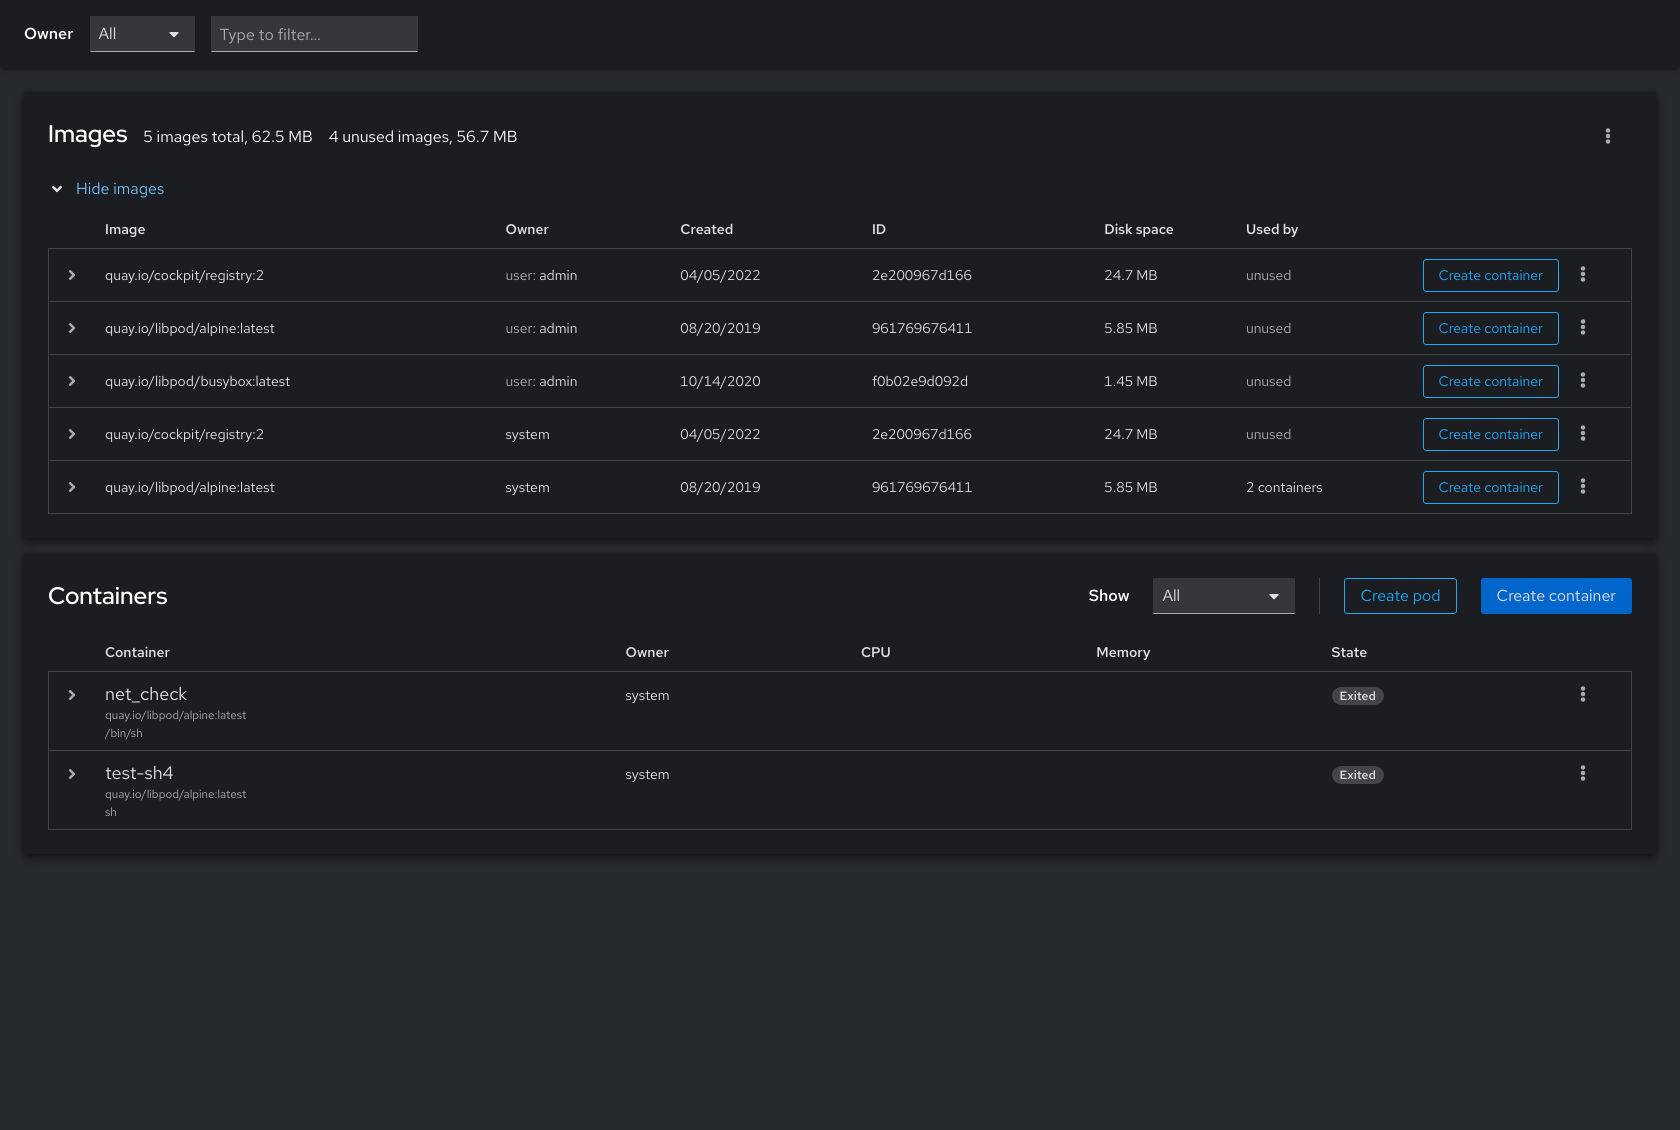 Owner All Type to filter...
Images 5 images total, 62.5 MB 4 unused images, 56.7 MB
Hide images
Image Owner Created ID Disk space Used by
quay.io/cockpit/registry:2 user: admin 04/05/2022 2e200967d166 24.7 MB unused Create container
quay.io/libpod/alpine:latest user: admin 08/20/2019 961769676411 5.85 MB unused Create container
quay.io/libpod/busybox:latest user: admin 10/14/2020 f0b02e9d092d 1.45 MB unused Create container
quay.io/cockpit/registry:2 system 04/05/2022 2e200967d166 24.7 MB unused Create container
quay.io/libpod/alpine:latest system 08/20/2019 961769676411 5.85 MB 2 containers Create container
Containers Show All Create pod Create container
Container Owner CPU Memory State
net_check system Exited
quay.io/libpod/alpine:latest
/bin/sh
test-sh4 system Exited
quay.io/libpod/alpine:latest
sh